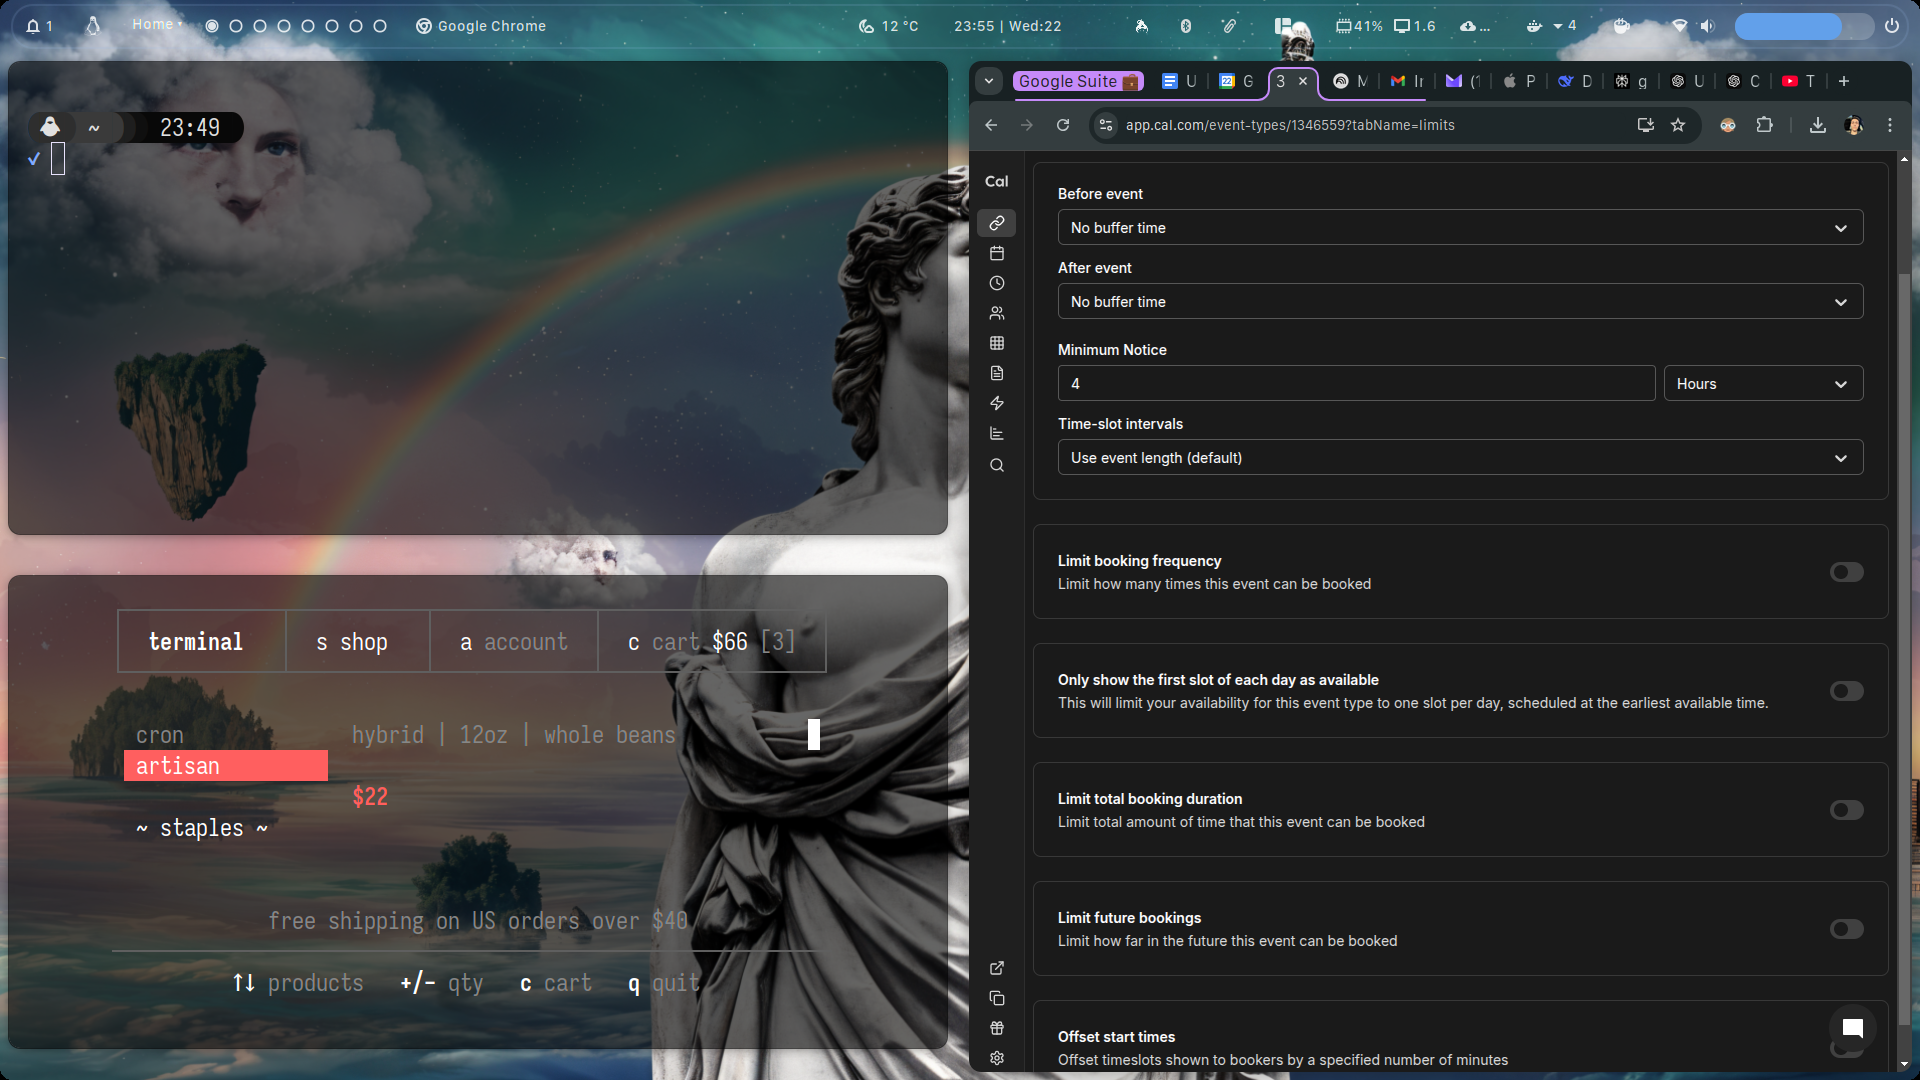 1
Home
Google Chrome
12 °C
23:55 | Wed:22
41%
1.6
...
4
~
23:49
terminal
s shop
a account
c cart $66 [3]
cron
hybrid | 12oz | whole beans
artisan
$22
~ staples ~
free shipping on US orders over $40
↑↓ products +/- qty c cart q quit
Google Suite
U
22 G
3
M
Ir
(1
P
D
g
U
C
T
app.cal.com/event-types/1346559?tabName=limits
Cal
Before event
No buffer time
After event
No buffer time
Minimum Notice
4
Hours
Time-slot intervals
Use event length (default)
Limit booking frequency
Limit how many times this event can be booked
Only show the first slot of each day as available
This will limit your availability for this event type to one slot per day, scheduled at the earliest available time.
Limit total booking duration
Limit total amount of time that this event can be booked
Limit future bookings
Limit how far in the future this event can be booked
Offset start times
Offset timeslots shown to bookers by a specified number of minutes